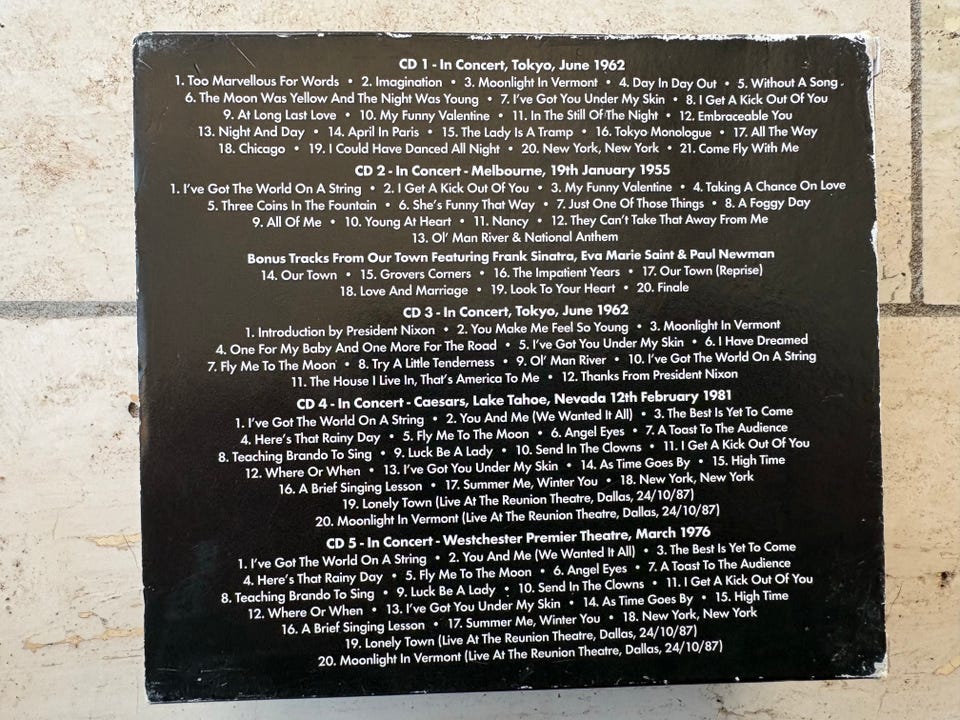 CD 1 - In Concert, Tokyo, June 1962
1. Too Marvellous For Words • 2. Imagination • 3. Moonlight In Vermont • 4. Day In Day Out • 5. Without A Song
6. The Moon Was Yellow And The Night Was Young • 7. I've Got You Under My Skin • 8. I Get A Kick Out Of You
9. At Long Last Love • 10. My Funny Valentine • 11. In The Still Of The Night • 12. Embraceable You
13. Night And Day • 14. April In Paris • 15. The Lady Is A Tramp • 16. Tokyo Monologue • 17. All The Way
18. Chicago • 19. I Could Have Danced All Night • 20. New York, New York • 21. Come Fly With Me
CD 2 - In Concert - Melbourne, 19th January 1955
1. I've Got The World On A String • 2. I Get A Kick Out Of You • 3. My Funny Valentine • 4. Taking A Chance On Love
5. Three Coins In The Fountain • 6. She's Funny That Way • 7. Just One Of Those Things • 8. A Foggy Day
9. All Of Me • 10. Young At Heart • 11. Nancy • 12. They Can't Take That Away From Me
13. Ol' Man River & National Anthem
Bonus Tracks From Our Town Featuring Frank Sinatra, Eva Marie Saint & Paul Newman
14. Our Town • 15. Grovers Corners • 16. The Impatient Years • 17. Our Town (Reprise)
18. Love And Marriage • 19. Look To Your Heart • 20. Finale
CD 3 - In Concert, Tokyo, June 1962
1. Introduction by President Nixon • 2. You Make Me Feel So Young • 3. Moonlight In Vermont
4. One For My Baby And One More For The Road • 5. I've Got You Under My Skin • 6. I Have Dreamed
7. Fly Me To The Moon • 8. Try A Little Tenderness • 9. Ol' Man River • 10. I've Got The World On A String
11. The House I Live In, That's America To Me • 12. Thanks From President Nixon
CD 4 - In Concert - Caesars, Lake Tahoe, Nevada 12th February 1981
1. I've Got The World On A String • 2. You And Me (We Wanted It All) • 3. The Best Is Yet To Come
4. Here's That Rainy Day • 5. Fly Me To The Moon • 6. Angel Eyes • 7. A Toast To The Audience
8. Teaching Brando To Sing • 9. Luck Be A Lady • 10. Send In The Clowns • 11. I Get A Kick Out Of You
12. Where Or When • 13. I've Got You Under My Skin • 14. As Time Goes By • 15. High Time
16. A Brief Singing Lesson • 17. Summer Me, Winter You • 18. New York, New York
19. Lonely Town (Live At The Reunion Theatre, Dallas, 24/10/87)
20. Moonlight In Vermont (Live At The Reunion Theatre, Dallas, 24/10/87)
CD 5 - In Concert - Westchester Premier Theatre, March 1976
1. I've Got The World On A String • 2. You And Me (We Wanted It All) • 3. The Best Is Yet To Come
4. Here's That Rainy Day • 5. Fly Me To The Moon • 6. Angel Eyes • 7. A Toast To The Audience
8. Teaching Brando To Sing • 9. Luck Be A Lady • 10. Send In The Clowns • 11. I Get A Kick Out Of You
12. Where Or When • 13. I've Got You Under My Skin • 14. As Time Goes By • 15. High Time
16. A Brief Singing Lesson • 17. Summer Me, Winter You • 18. New York, New York
19. Lonely Town (Live At The Reunion Theatre, Dallas, 24/10/87)
20. Moonlight In Vermont (Live At The Reunion Theatre, Dallas, 24/10/87)